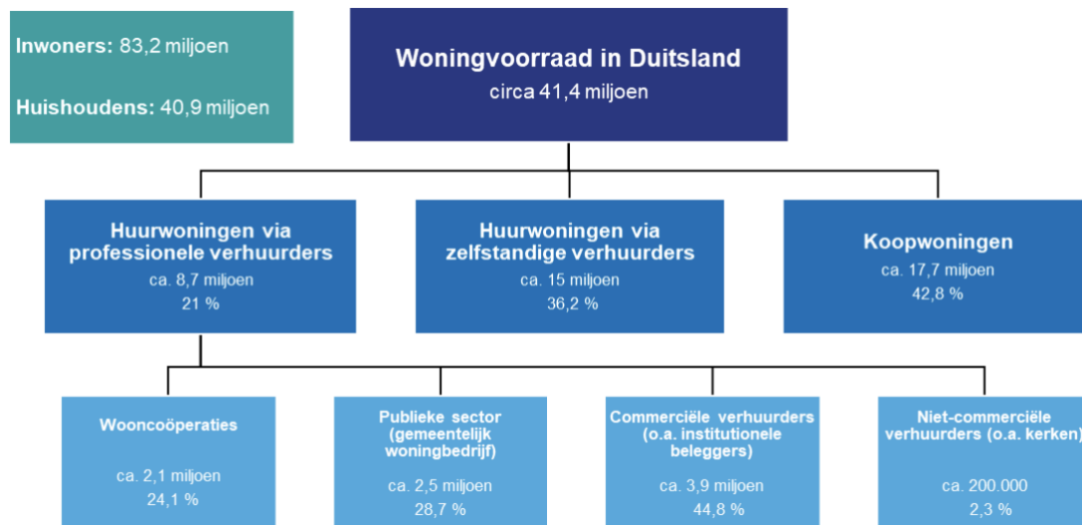 Inwoners: 83,2 miljoen
Huishoudens: 40,9 miljoen
Woningvoorraad in Duitsland
circa 41,4 miljoen
Huurwoningen via
professionele verhuurders
ca. 8,7 miljoen
21 %
Huurwoningen via
zelfstandige verhuurders
ca. 15 miljoen
36,2 %
Koopwoningen
ca. 17,7 miljoen
42,8 %
Wooncoöperaties
ca. 2,1 miljoen
24,1 %
Publieke sector
(gemeentelijk
woningbedrijf)
ca. 2,5 miljoen
28,7 %
Commerciële verhuurders
(o.a. institutionele
beleggers)
ca. 3,9 miljoen
44,8 %
Niet-commerciële
verhuurders (o.a. kerken)
ca. 200.000
2,3 %